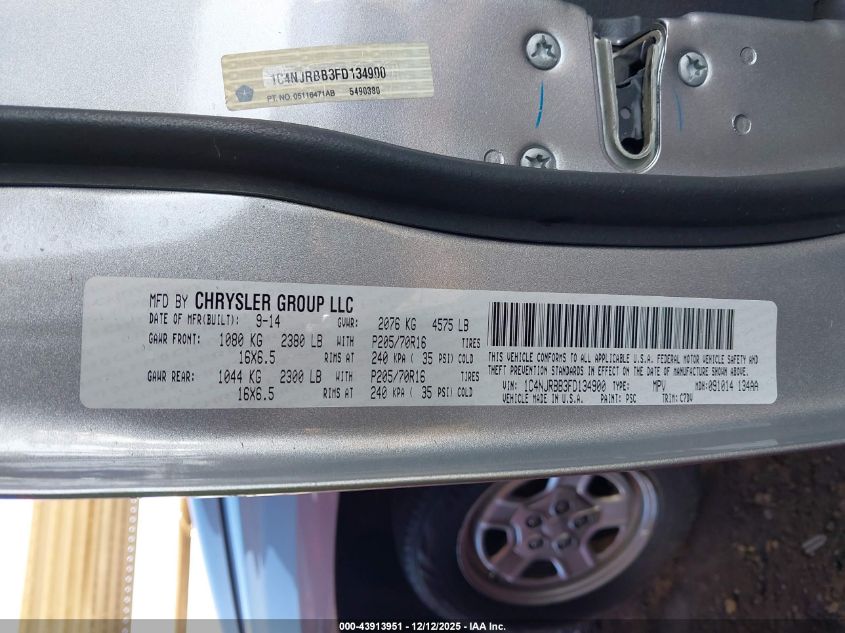 1C4NJRBB3FD134900
PT. NO. 05116471AB 5490380
MFD BY CHRYSLER GROUP LLC
DATE OF MFR(BUILT): 9-14 GVWR: 2076 KG 4575 LB
GAWR FRONT: 1080 KG 2380 LB WITH P205/70R16 TIRES
16X6.5 RIMS AT 240 KPA ( 35 PSI) COLD
GAWR REAR: 1044 KG 2300 LB WITH P205/70R16 TIRES
16X6.5 RIMS AT 240 KPA ( 35 PSI) COLD
THIS VEHICLE CONFORMS TO ALL APPLICABLE U.S.A. FEDERAL MOTOR VEHICLE SAFETY AND
THEFT PREVENTION STANDARDS IN EFFECT ON THE DATE OF MANUFACTURE SHOWN ABOVE.
VIN: 1C4NJRBB3FD134900 TYPE: MPV MDH: 091014 134AA
VEHICLE MADE IN U.S.A. PAINT: PSC TRIM: C7DV
000-43913951 - 12/12/2025 - IAA Inc.